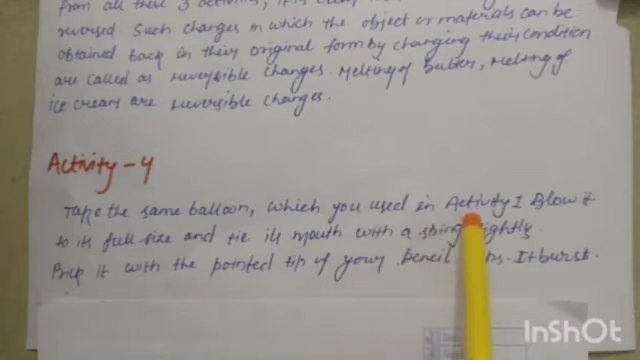 from all these 3 activities, it is
reversed. Such changes in which the object or materials can be
obtained back in their original form by changing their condition
are called as reversible changes. Melting of butter, melting of
ice cream are reversible changes.
Activity-4
Take the same balloon, which you used in Activity 1 Blow it
to its full size and tie its mouth with a string tightly.
Prick it with the pointed tip of your pencil. It burst.
InShot